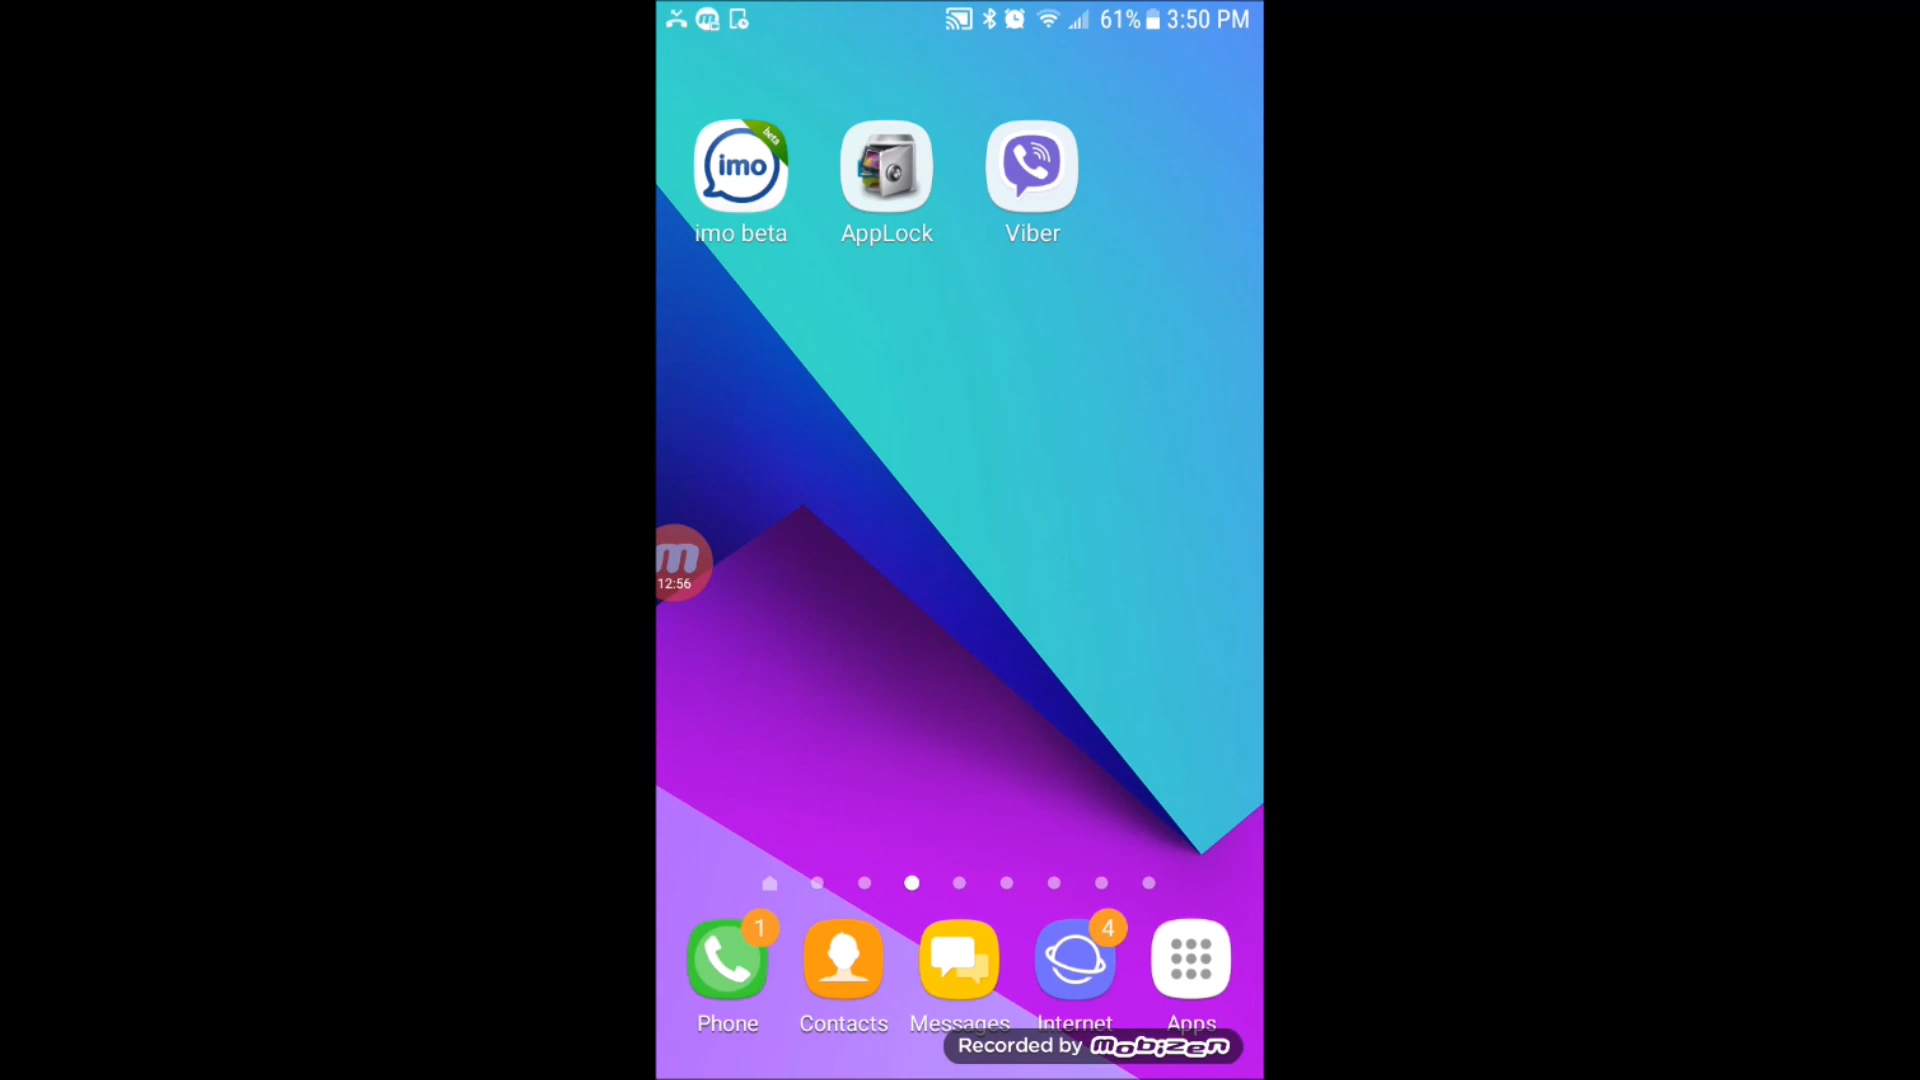 61% 3:50 PM
beta
imo
imo beta AppLock Viber
m
12:56
1 4
Phone Contacts Messages Internet Apps
Recorded by mobizen